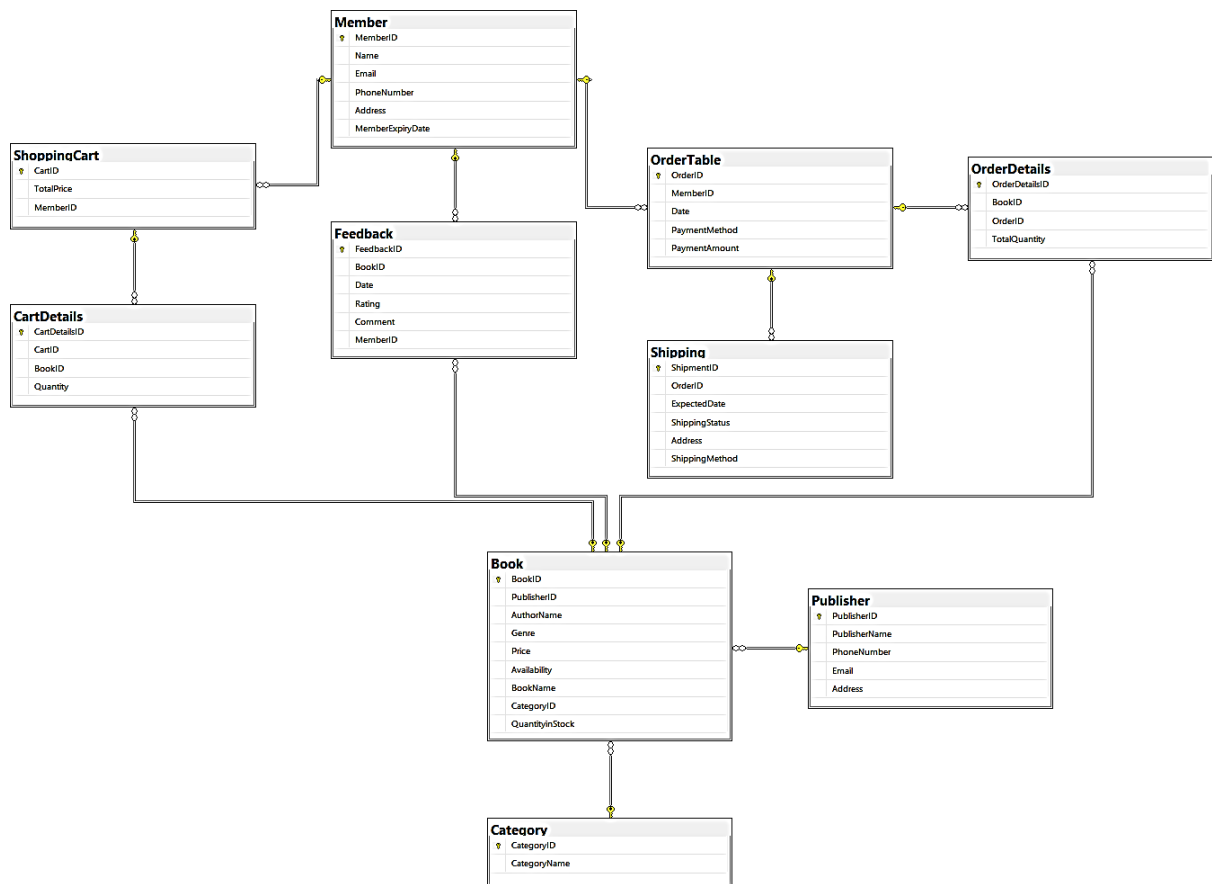 Member
MemberID
Name
Email
PhoneNumber
Address
MemberExpiryDate
ShoppingCart
CartID
TotalPrice
MemberID
OrderTable
OrderID
MemberID
Date
PaymentMethod
PaymentAmount
OrderDetails
OrderDetailsID
BookID
OrderID
TotalQuantity
Feedback
FeedbackID
BookID
Date
Rating
Comment
MemberID
CartDetails
CartDetailsID
CartID
BookID
Quantity
Shipping
ShipmentID
OrderID
ExpectedDate
ShippingStatus
Address
ShippingMethod
Book
BookID
PublisherID
AuthorName
Genre
Price
Availability
BookName
CategoryID
QuantityinStock
Publisher
PublisherID
PublisherName
PhoneNumber
Email
Address
Category
CategoryID
CategoryName